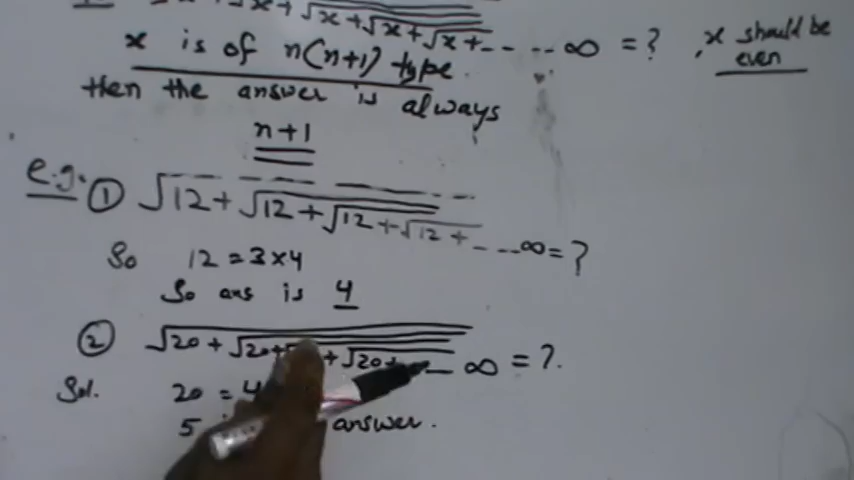 √x+√x+√x+√x+√x+- - - - -∞ = ? , x should be even
x is of n(n+1) type
then the answer is always
n+1
e.g. ① √12+√12+√12+√12+- - - -∞ = ?
So 12 = 3×4
So ans is 4
② √20+√20+ +√20+ ∞ = ?.
Sol. 20 = 4
5 answer.